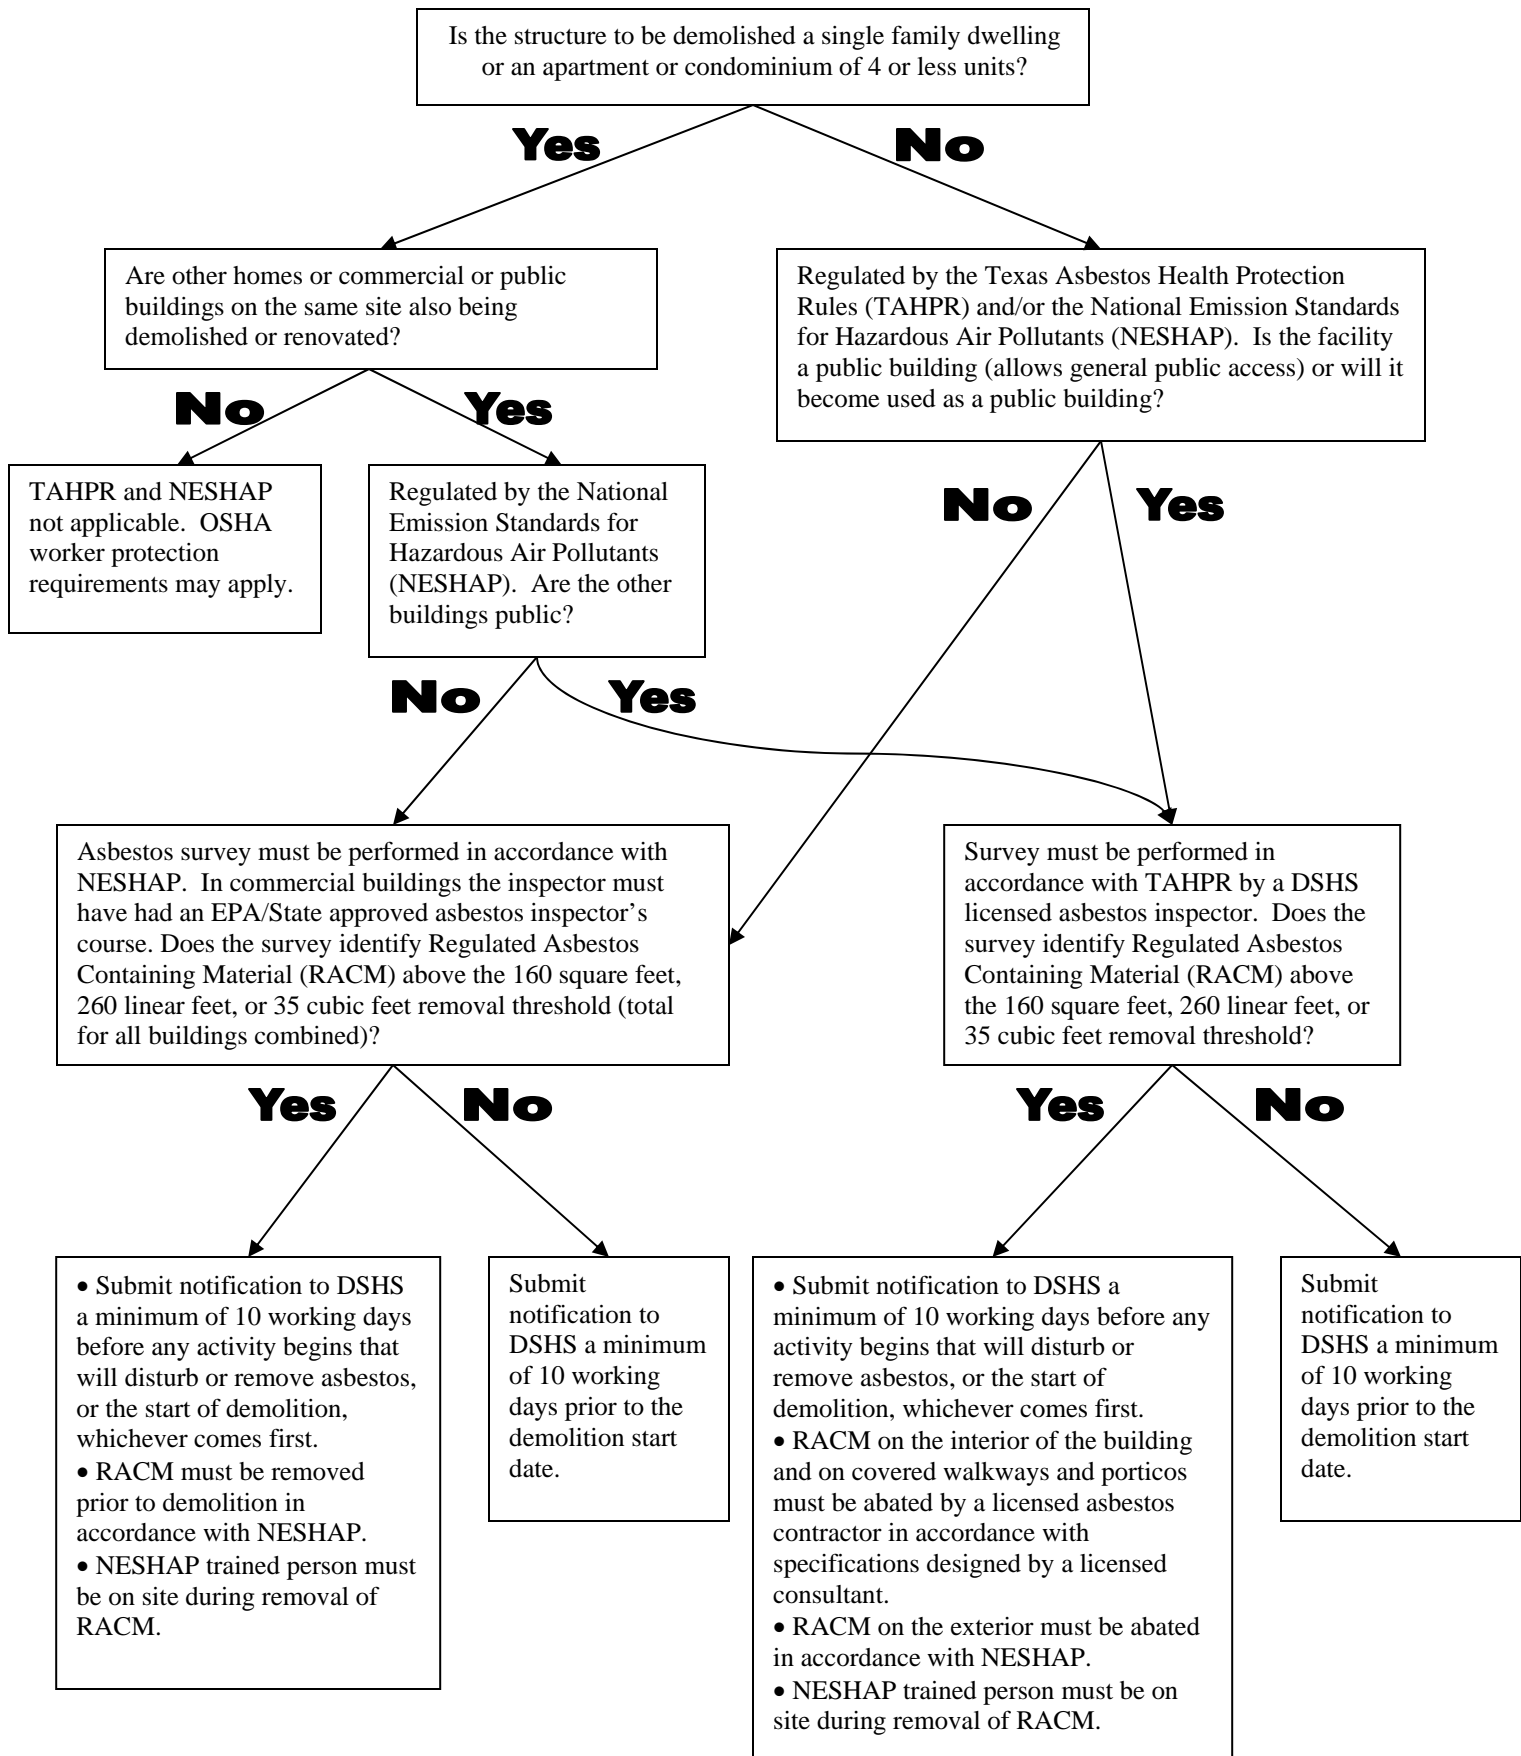 Is the structure to be demolished a single family dwelling
or an apartment or condominium of 4 or less units?
Yes
No
Are other homes or commercial or public
buildings on the same site also being
demolished or renovated?
Regulated by the Texas Asbestos Health Protection
Rules (TAHPR) and/or the National Emission Standards
for Hazardous Air Pollutants (NESHAP).  Is the facility
a public building (allows general public access) or will it
become used as a public building?
No
Yes
TAHPR and NESHAP
not applicable.  OSHA
worker protection
requirements may apply.
Regulated by the National
Emission Standards for
Hazardous Air Pollutants
(NESHAP).  Are the other
buildings public?
No
Yes
No
Yes
Asbestos survey must be performed in accordance with
NESHAP.  In commercial buildings the inspector must
have had an EPA/State approved asbestos inspector’s
course. Does the survey identify Regulated Asbestos
Containing Material (RACM) above the 160 square feet,
260 linear feet, or 35 cubic feet removal threshold (total
for all buildings combined)?
Survey must be performed in
accordance with TAHPR by a DSHS
licensed asbestos inspector.  Does the
survey identify Regulated Asbestos
Containing Material (RACM) above
the 160 square feet, 260 linear feet, or
35 cubic feet removal threshold?
Yes
No
Yes
No
• Submit notification to DSHS
a minimum of 10 working days
before any activity begins that
will disturb or remove asbestos,
or the start of demolition,
whichever comes first.
• RACM must be removed
prior to demolition in
accordance with NESHAP.
• NESHAP trained person must
be on site during removal of
RACM.
Submit
notification to
DSHS a minimum
of 10 working
days prior to the
demolition start
date.
• Submit notification to DSHS a
minimum of 10 working days before any
activity begins that will disturb or
remove asbestos, or the start of
demolition, whichever comes first.
• RACM on the interior of the building
and on covered walkways and porticos
must be abated by a licensed asbestos
contractor in accordance with
specifications designed by a licensed
consultant.
• RACM on the exterior must be abated
in accordance with NESHAP.
• NESHAP trained person must be on
site during removal of RACM.
Submit
notification to
DSHS a minimum
of 10 working
days prior to the
demolition start
date.